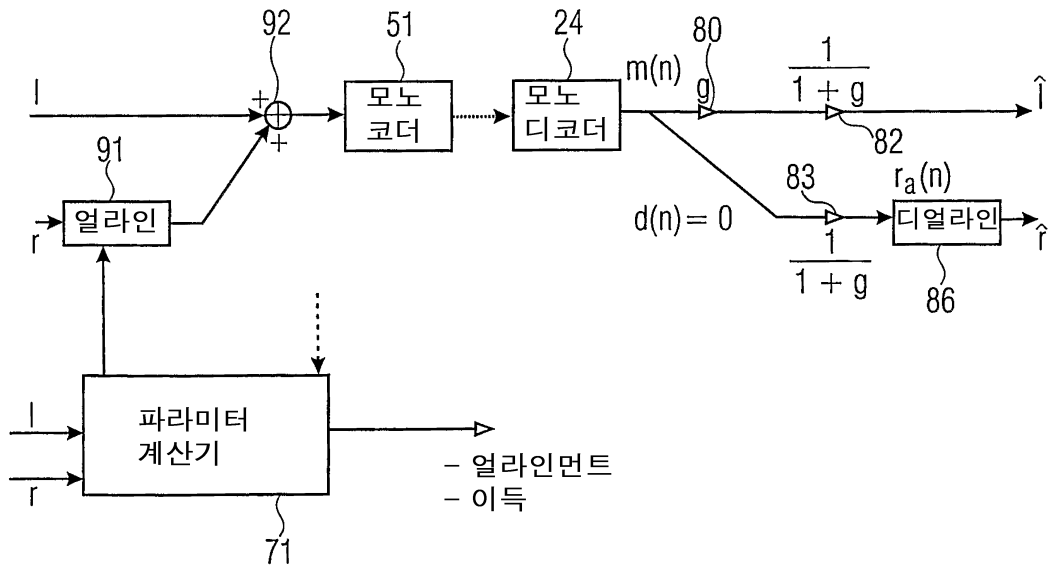 92
51
24
80
l
+
+
모노
코더
모노
디코더
m(n)
g
1
1 + g
l̂
82
91
얼라인
r
83
r_a(n)
디얼라인
r̂
d(n) = 0
1
1 + g
86
l
r
파라미터
계산기
- 얼라인먼트
- 이득
71